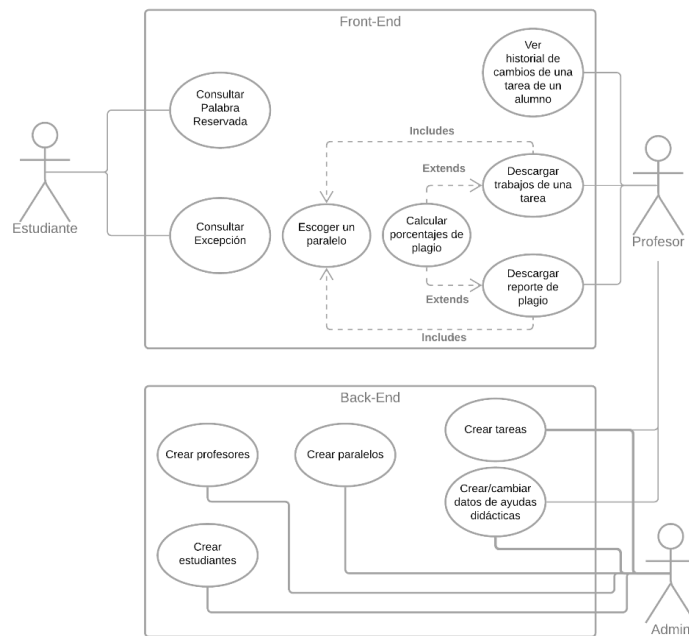 Front-End
Ver
historial de
cambios de una
tarea de un
alumno
Consultar
Palabra
Reservada
Includes
Extends
Descargar
trabajos de una
tarea
Estudiante
Consultar
Excepción
Escoger un
paralelo
Calcular
porcentajes de
plagio
Profesor
Descargar
reporte de
plagio
Extends
Includes
Back-End
Crear tareas
Crear profesores
Crear paralelos
Crear/cambiar
datos de ayudas
didácticas
Crear
estudiantes
Admin